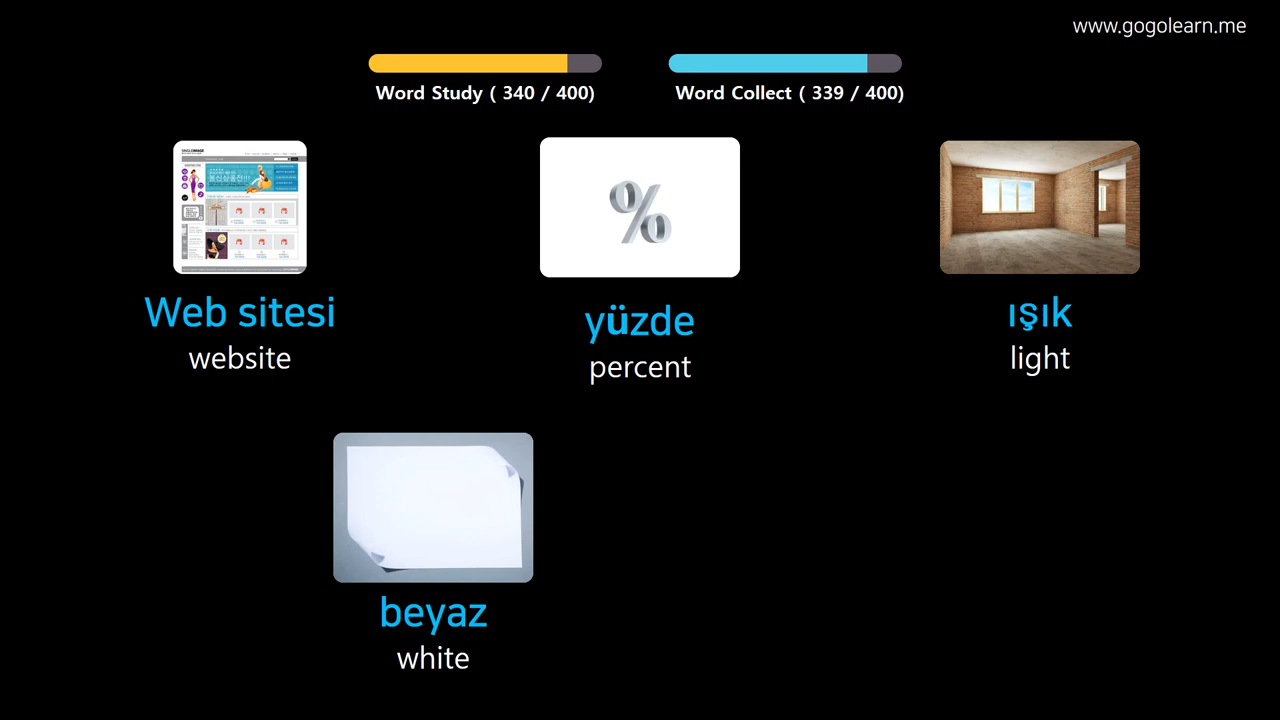 www.gogolearn.me
Word Study ( 340 / 400)
Word Collect ( 339 / 400)
Web sitesi
website
%
yüzde
percent
ışık
light
beyaz
white